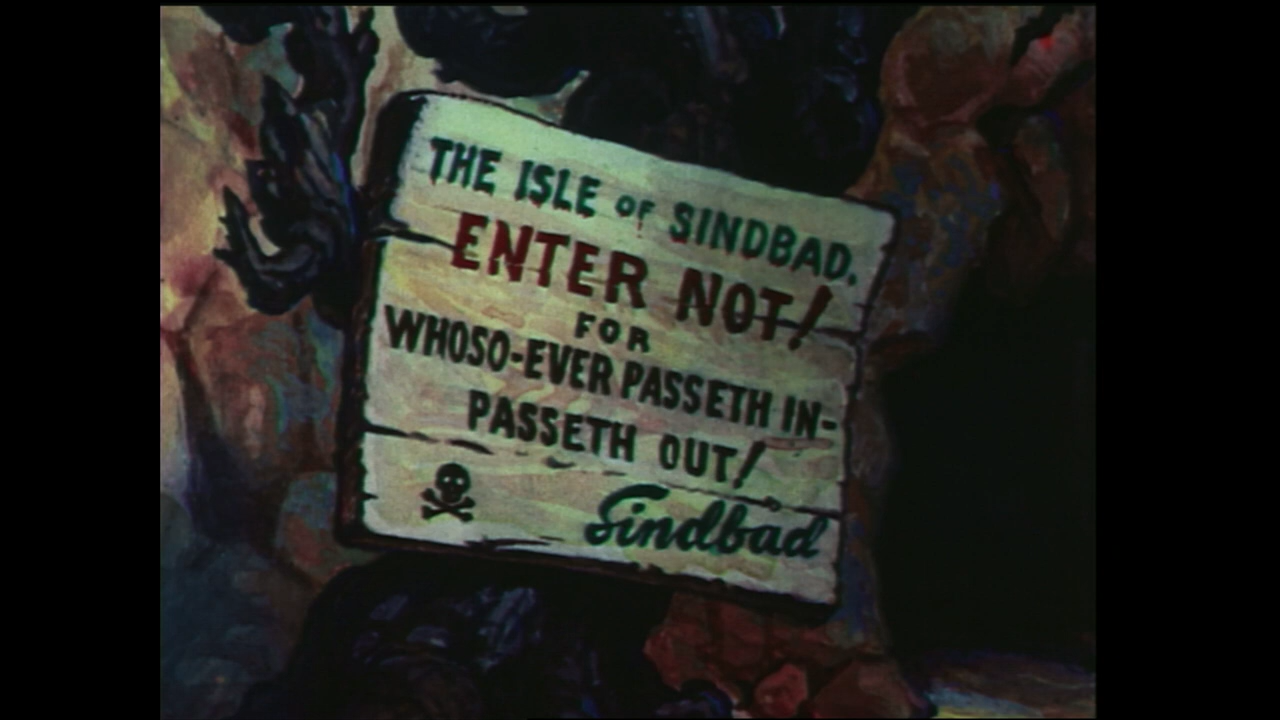 THE ISLE OF SINDBAD.
ENTER NOT!
FOR
WHOSO-EVER PASSETH IN-
PASSETH OUT!
Sindbad